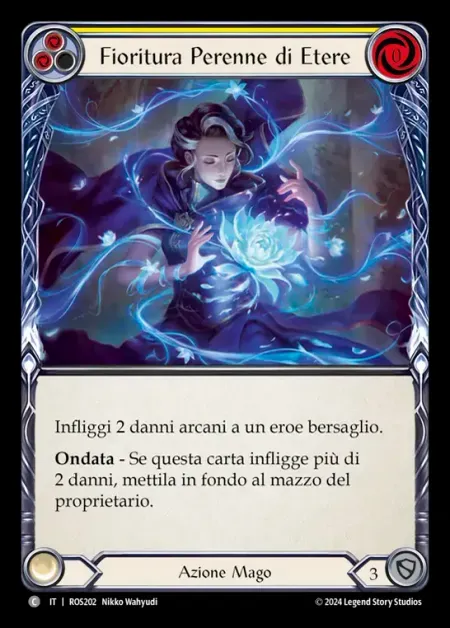 Fioritura Perenne di Etere
0
Infliggi 2 danni arcani a un eroe bersaglio.
Ondata - Se questa carta infligge più di
2 danni, mettila in fondo al mazzo del
proprietario.
Azione Mago
3
C IT | ROS202 Nikko Wahyudi
© 2024 Legend Story Studios